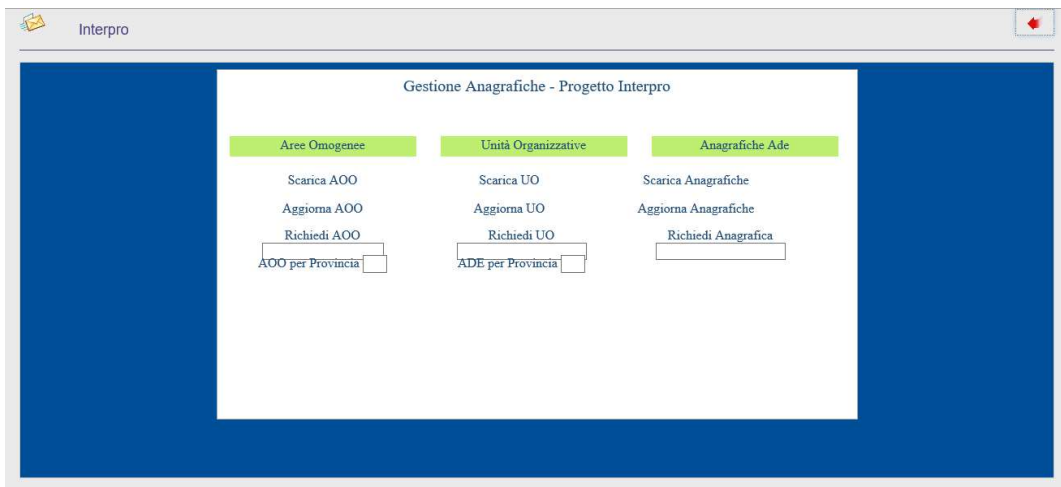 Interpro
Gestione Anagrafiche - Progetto Interpro
Aree Omogenee Unità Organizzative Anagrafiche Ade
Scarica AOO Scarica UO Scarica Anagrafiche
Aggiorna AOO Aggiorna UO Aggiorna Anagrafiche
Richiedi AOO Richiedi UO Richiedi Anagrafica
AOO per Provincia ADE per Provincia